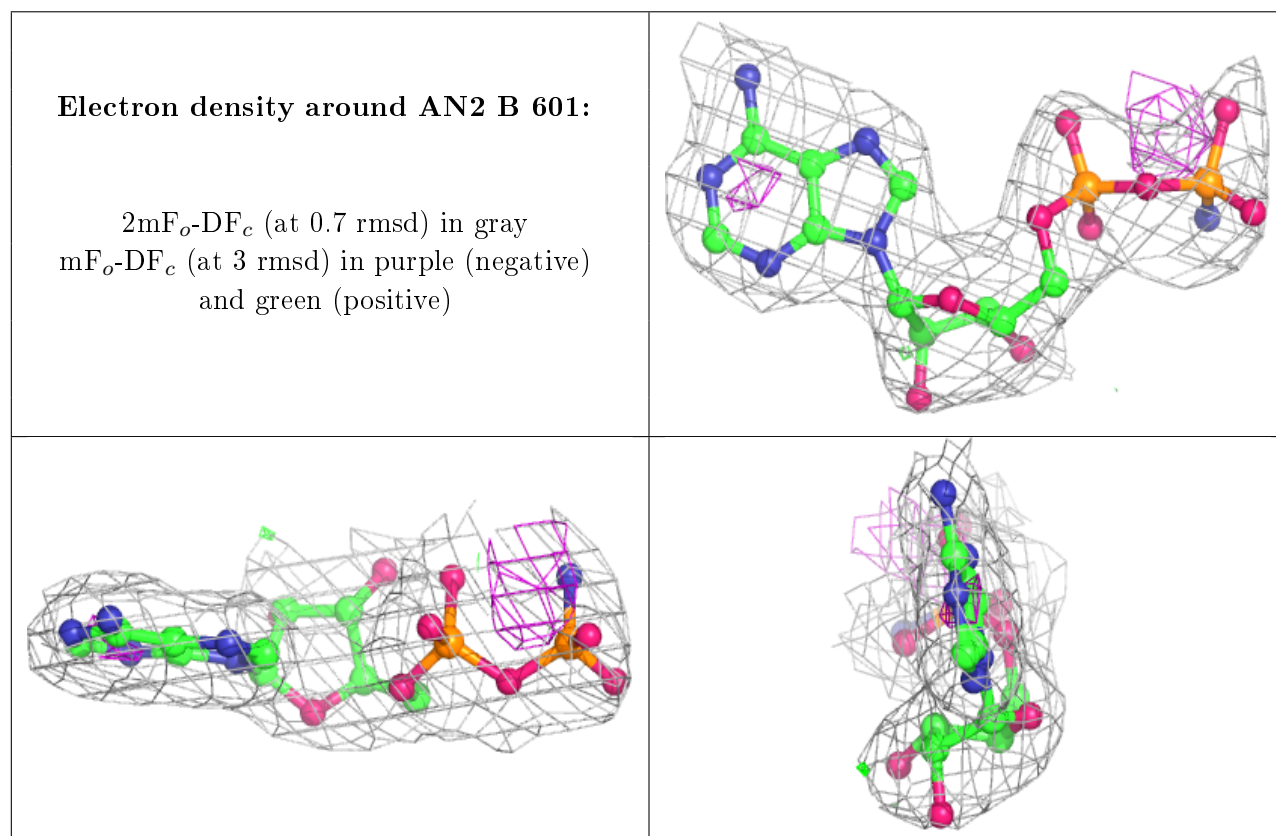 Electron density around AN2 B 601:
2mFₒ-DF𝒸 (at 0.7 rmsd) in gray
mFₒ-DF𝒸 (at 3 rmsd) in purple (negative)
and green (positive)